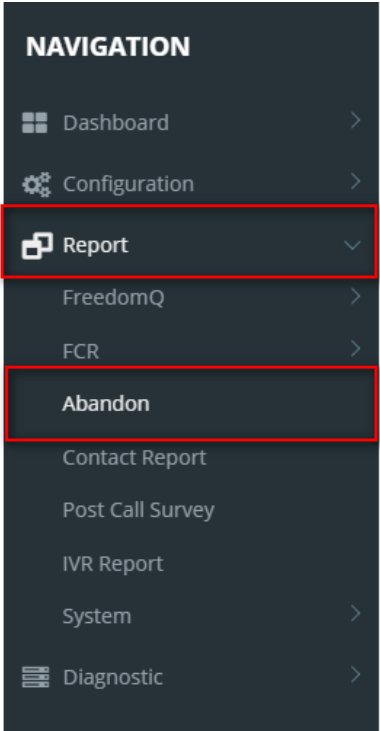 NAVIGATION
Dashboard
Configuration
Report
FreedomQ
FCR
Abandon
Contact Report
Post Call Survey
IVR Report
System
Diagnostic